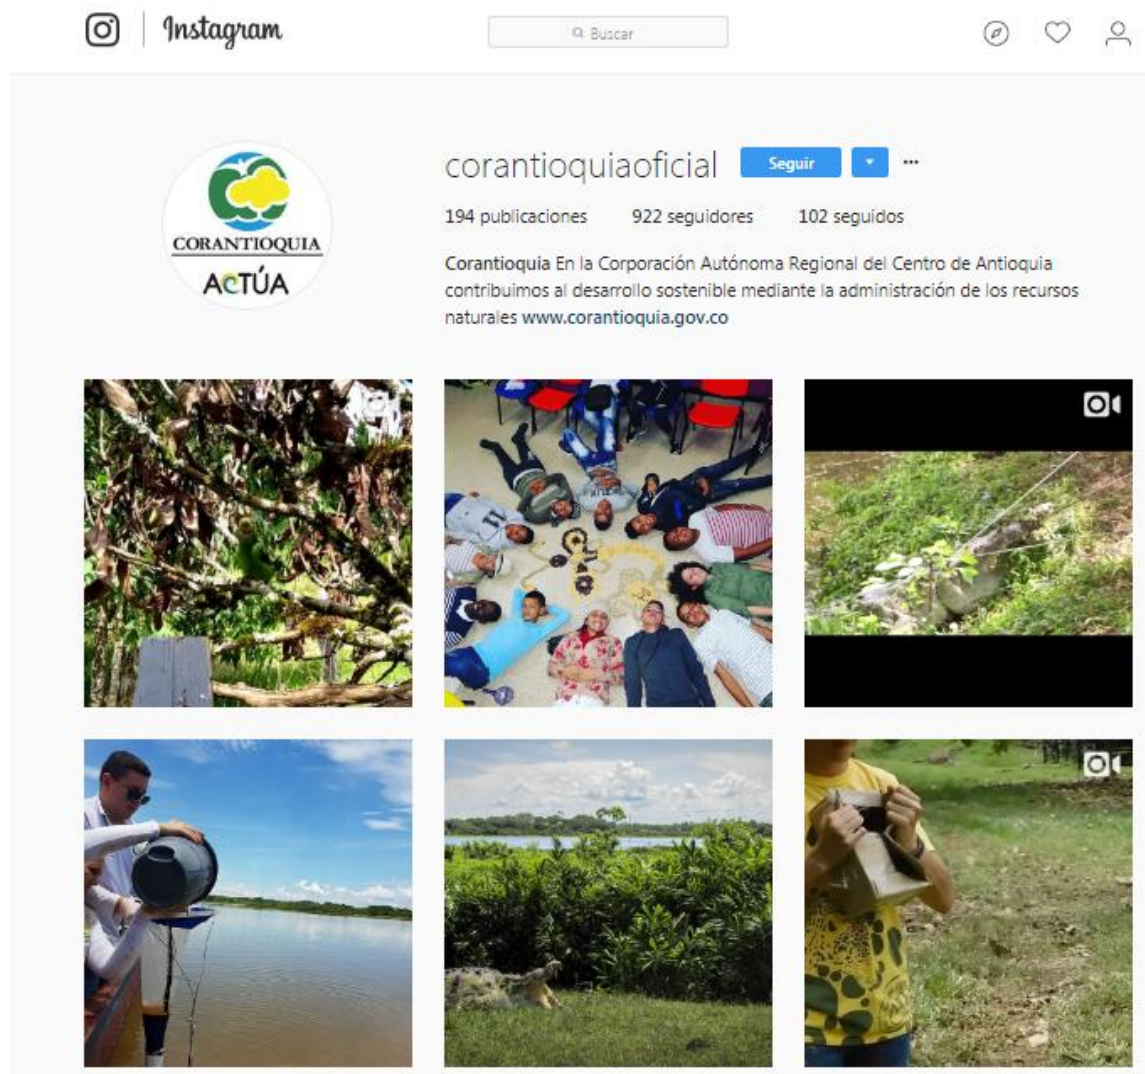 Instagram
Buscar
corantioquiaoficial Seguir ...
194 publicaciones 922 seguidores 102 seguidos
CORANTIOQUIA
ACTÚA
Corantioquia En la Corporación Autónoma Regional del Centro de Antioquia
contribuimos al desarrollo sostenible mediante la administración de los recursos
naturales www.corantioquia.gov.co